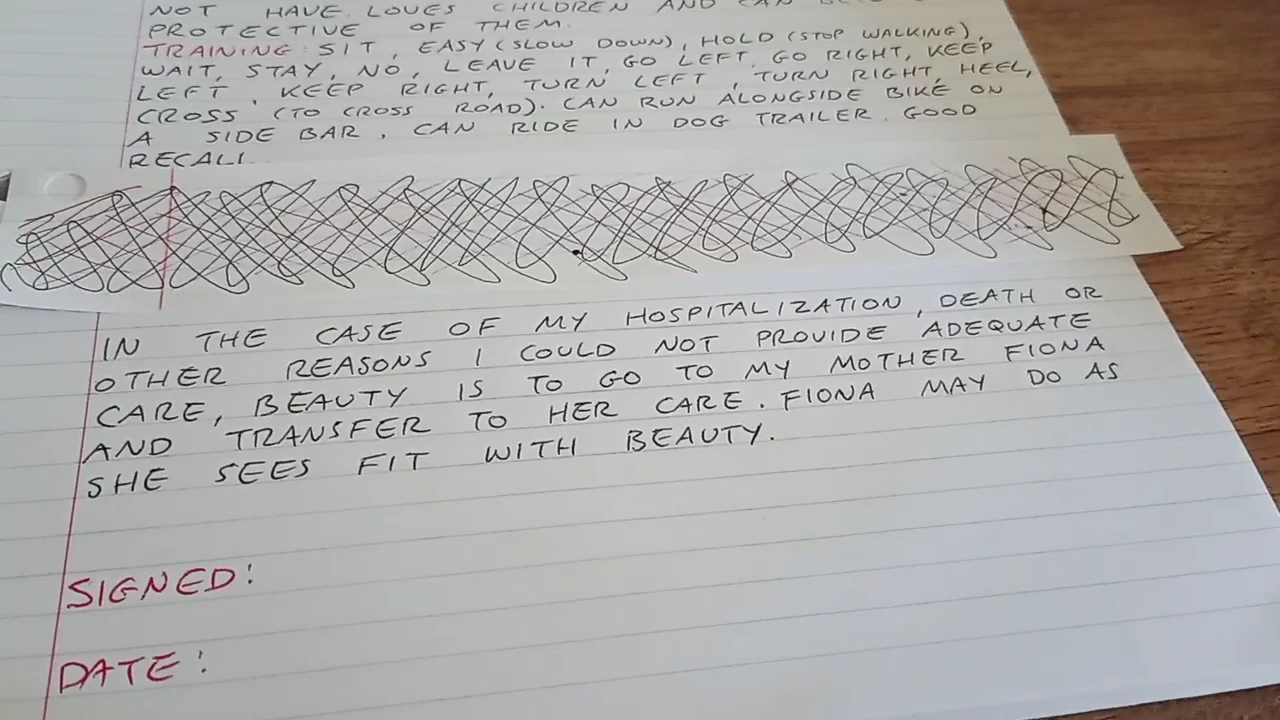 NOT HAVE. LOVES CHILDREN AND CAN BE
PROTECTIVE OF THEM.
TRAINING: SIT, EASY (SLOW DOWN), HOLD (STOP WALKING),
WAIT, STAY, NO, LEAVE IT, GO LEFT, GO RIGHT, KEEP
LEFT, KEEP RIGHT, TURN LEFT, TURN RIGHT, HEEL,
CROSS (TO CROSS ROAD). CAN RUN ALONGSIDE BIKE ON
A SIDE BAR. CAN RIDE IN DOG TRAILER. GOOD
RECALL
IN THE CASE OF MY HOSPITALIZATION, DEATH OR
OTHER REASONS I COULD NOT PROVIDE ADEQUATE
CARE, BEAUTY IS TO GO TO MY MOTHER FIONA
AND TRANSFER TO HER CARE. FIONA MAY DO AS
SHE SEES FIT WITH BEAUTY.
SIGNED:
DATE: